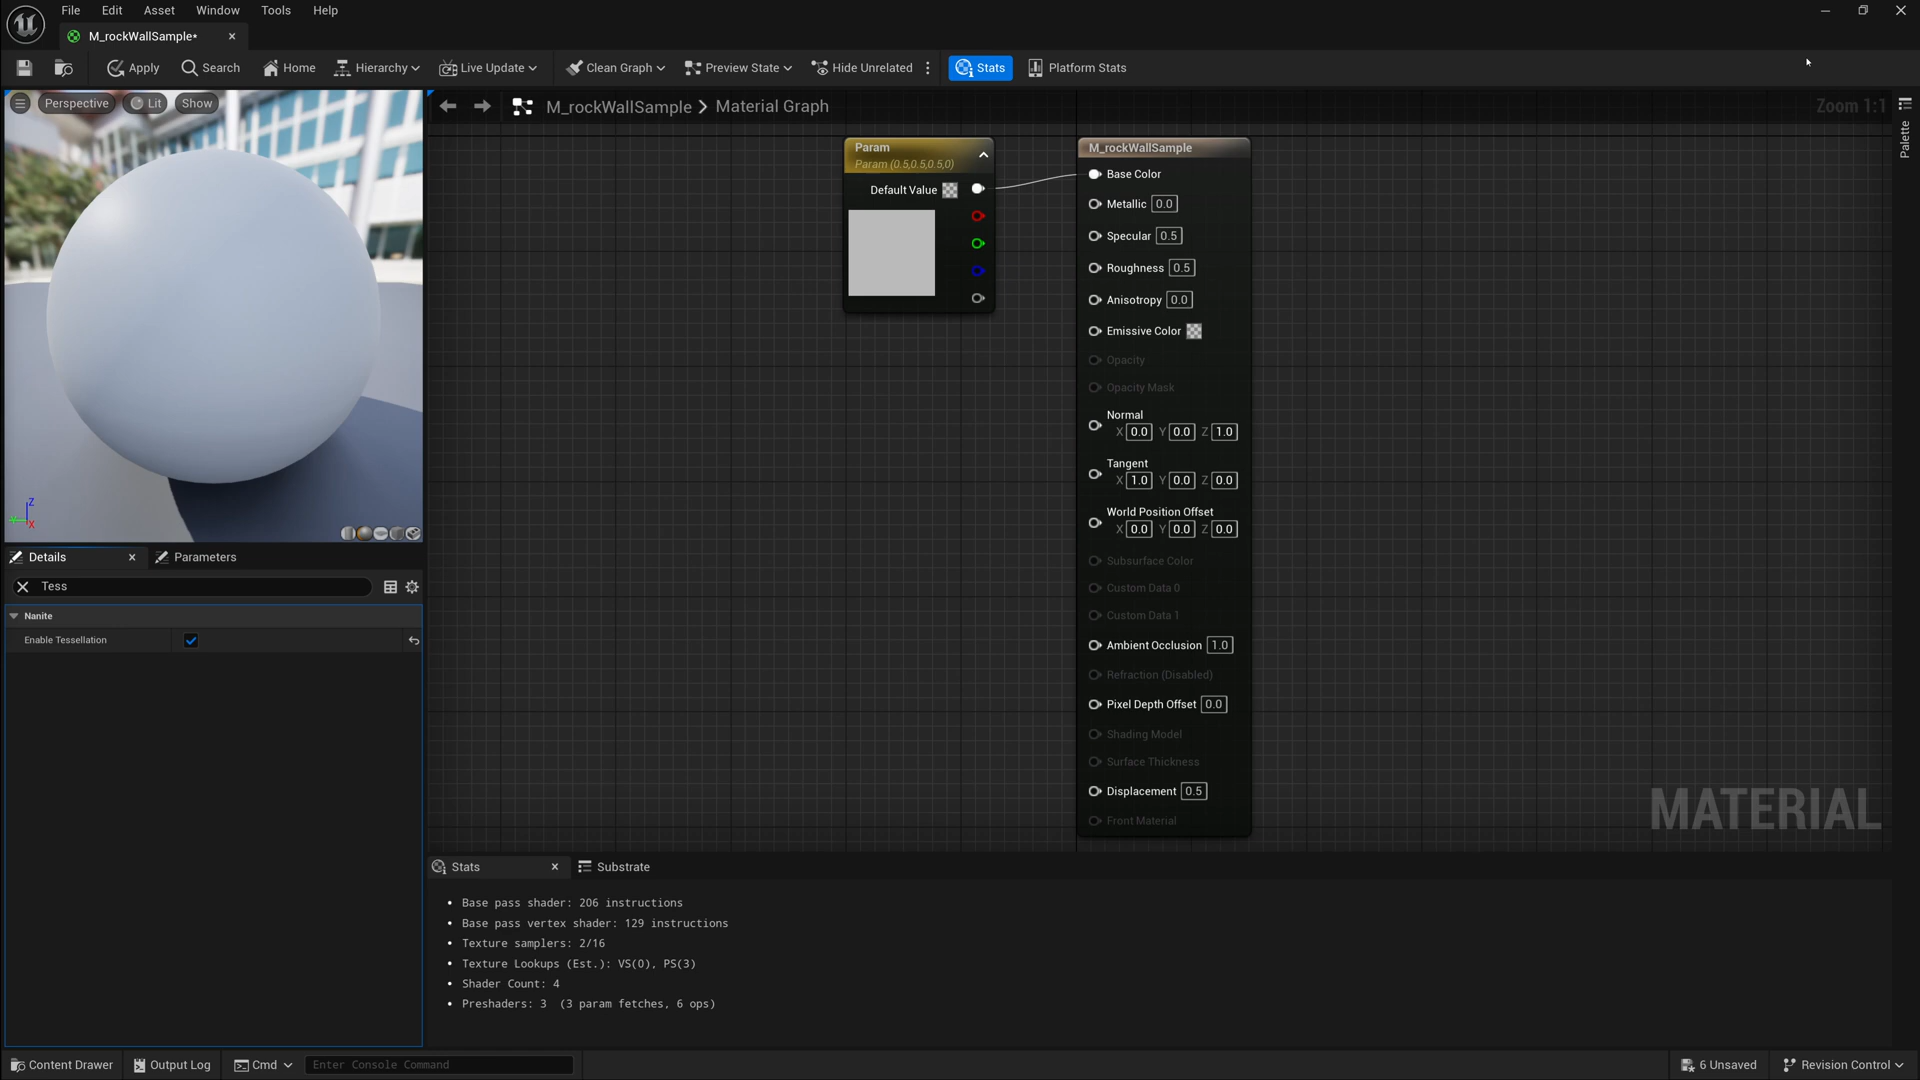 File Edit Asset Window Tools Help
M_rockWallSample*
Apply Search Home Hierarchy Live Update Clean Graph Preview State Hide Unrelated Stats Platform Stats
Perspective Lit Show
M_rockWallSample > Material Graph
Zoom 1:1
Palette
Param
Param (0.5,0.5,0.5,0)
Default Value
M_rockWallSample
Base Color
Metallic 0.0
Specular 0.5
Roughness 0.5
Anisotropy 0.0
Emissive Color
Opacity
Opacity Mask
Normal
X 0.0 Y 0.0 Z 1.0
Tangent
X 1.0 Y 0.0 Z 0.0
World Position Offset
X 0.0 Y 0.0 Z 0.0
Subsurface Color
Custom Data 0
Custom Data 1
Ambient Occlusion 1.0
Refraction (Disabled)
Pixel Depth Offset 0.0
Shading Model
Surface Thickness
Displacement 0.5
Front Material
MATERIAL
Z
X
Details Parameters
Tess
Nanite
Enable Tessellation
Stats Substrate
• Base pass shader: 206 instructions
• Base pass vertex shader: 129 instructions
• Texture samplers: 2/16
• Texture Lookups (Est.): VS(0), PS(3)
• Shader Count: 4
• Preshaders: 3 (3 param fetches, 6 ops)
Content Drawer Output Log Cmd Enter Console Command 6 Unsaved Revision Control